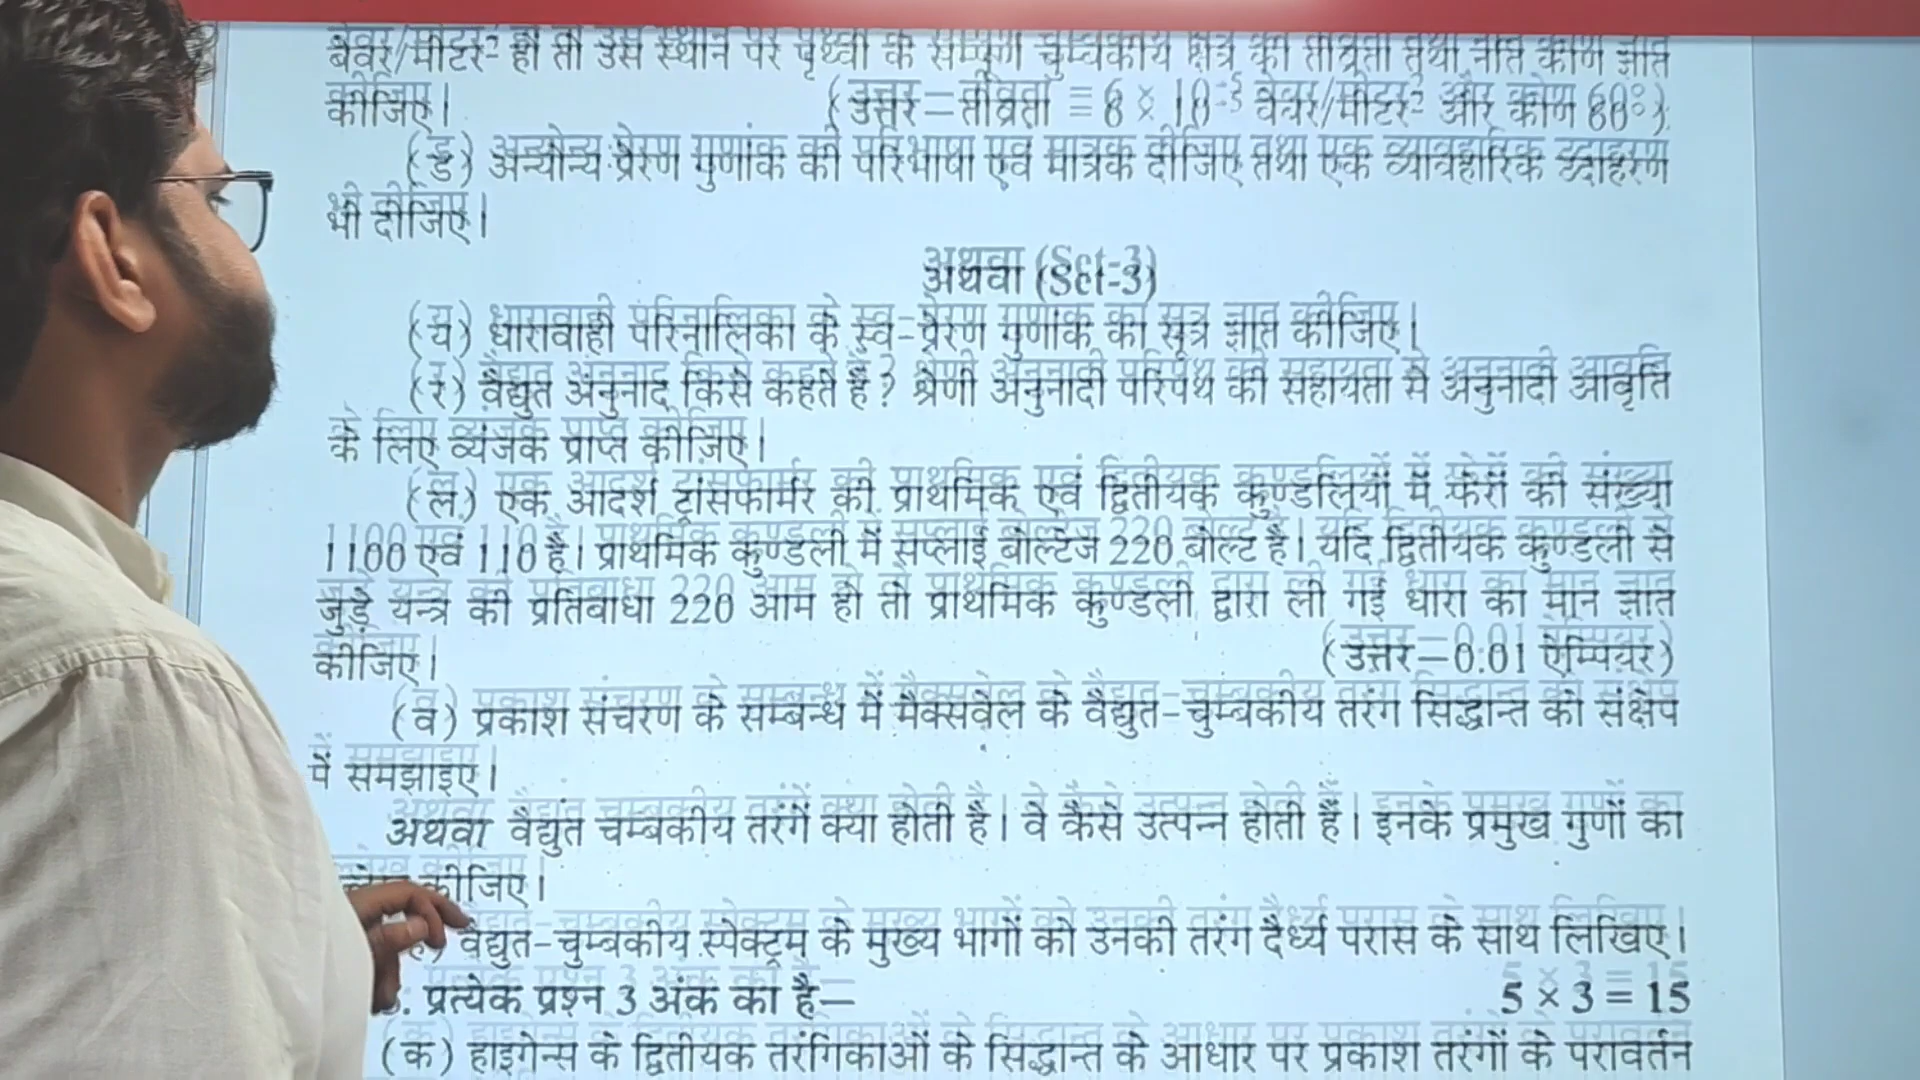 वेवर/मीटर² हो तो उस स्थान पर पृथ्वी के सम्पूर्ण चुम्बकीय क्षेत्र की तीव्रता तथा नति कोण ज्ञात
कीजिए। (उत्तर—तीव्रता = 6 × 10⁻⁵ वेवर/मीटर² और कोण 60°)
(ड) अन्योन्य प्रेरण गुणांक की परिभाषा एवं मात्रक दीजिए तथा एक व्यावहारिक उदाहरण
भी दीजिए।
अथवा (Set-3)
(य) धारावाही परिनालिका के स्व-प्रेरण गुणांक का सूत्र ज्ञात कीजिए।
(र) वैद्युत अनुनाद किसे कहते हैं? श्रेणी अनुनादी परिपथ की सहायता से अनुनादी आवृति
के लिए व्यंजक प्राप्त कीजिए।
(ल) एक आदर्श ट्रांसफार्मर की प्राथमिक एवं द्वितीयक कुण्डलियों में फेरों की संख्या
1100 एवं 110 है। प्राथमिक कुण्डली में सप्लाई वोल्टेज 220 वोल्ट है। यदि द्वितीयक कुण्डली से
जुड़े यन्त्र की प्रतिबाधा 220 ओम हो तो प्राथमिक कुण्डली द्वारा ली गई धारा का मान ज्ञात
कीजिए। (उत्तर—0.01 ऐम्पियर)
(व) प्रकाश संचरण के सम्बन्ध में मैक्सवेल के वैद्युत-चुम्बकीय तरंग सिद्धान्त को संक्षेप
में समझाइए।
अथवा वैद्युत चम्बकीय तरंगें क्या होती है। वे कैसे उत्पन्न होती हैं। इनके प्रमुख गुणों का
कीजिए।
वैद्युत-चुम्बकीय स्पेक्ट्रम के मुख्य भागों को उनकी तरंग दैर्ध्य परास के साथ लिखिए।
प्रत्येक प्रश्न 3 अंक का है— 5 × 3 = 15
(क) हाइगेन्स के द्वितीयक तरंगिकाओं के सिद्धान्त के आधार पर प्रकाश तरंगों के परावर्तन